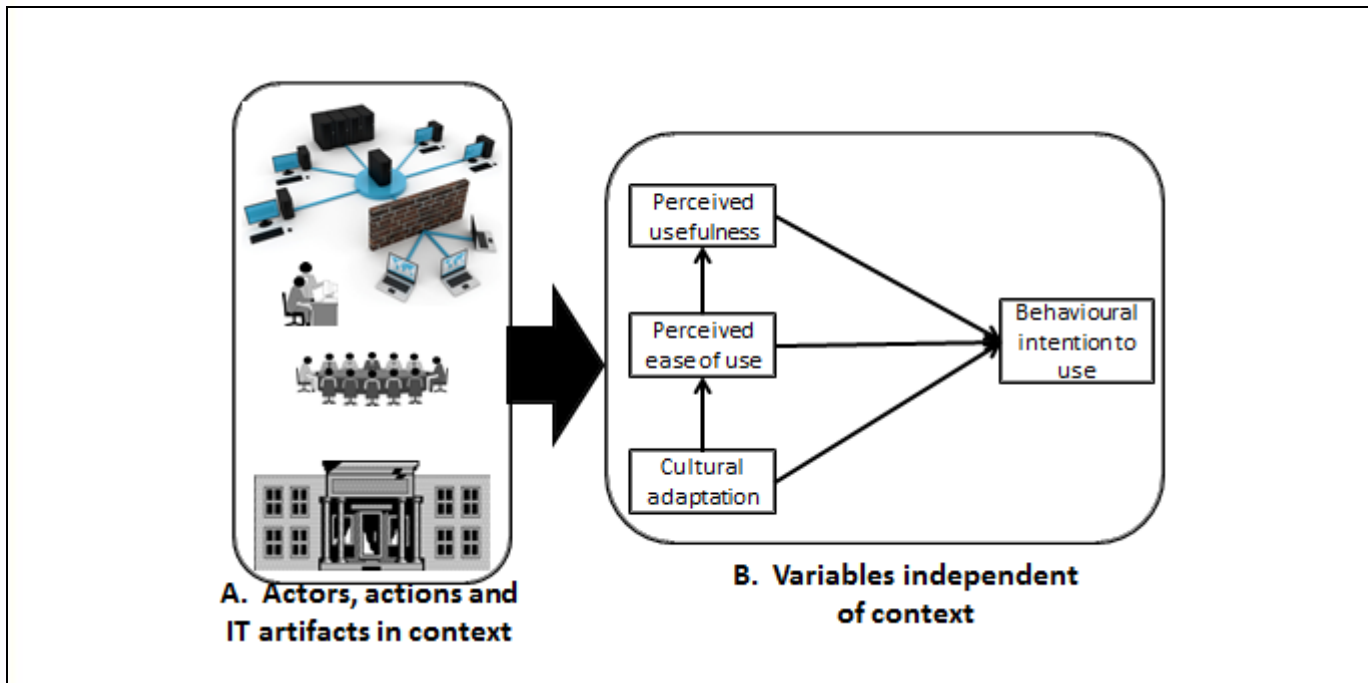 Perceived
usefulness
Perceived
ease of use
Cultural
adaptation
Behavioural
intention to
use
A. Actors, actions and
IT artifacts in context
B. Variables independent
of context